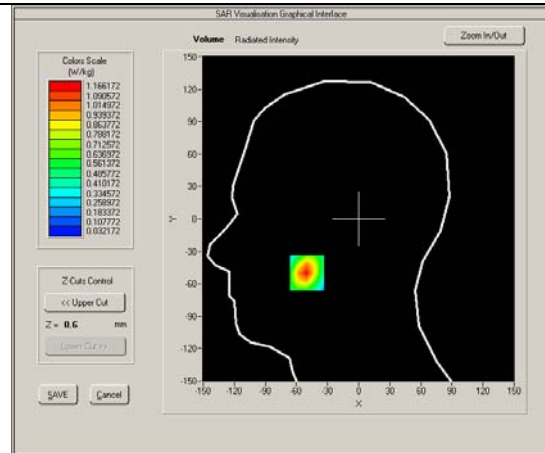 SAR Visualisation Graphical Interface
Volume Radiated Intensity
Zoom In/Out
Colors Scale
(W/kg)
1.166172
1.090572
1.014972
0.939372
0.863772
0.788172
0.712572
0.636972
0.561372
0.485772
0.410172
0.334572
0.258972
0.183372
0.107772
0.032172
Z Cuts Control
<< Upper Cut
Z = 0.6 mm
Lower Cut >>
SAVE
Cancel
150
120
90
60
30
0
-30
-60
-90
-120
-150
Y
-150 -120 -90 -60 -30 0 30 60 90 120 150
X